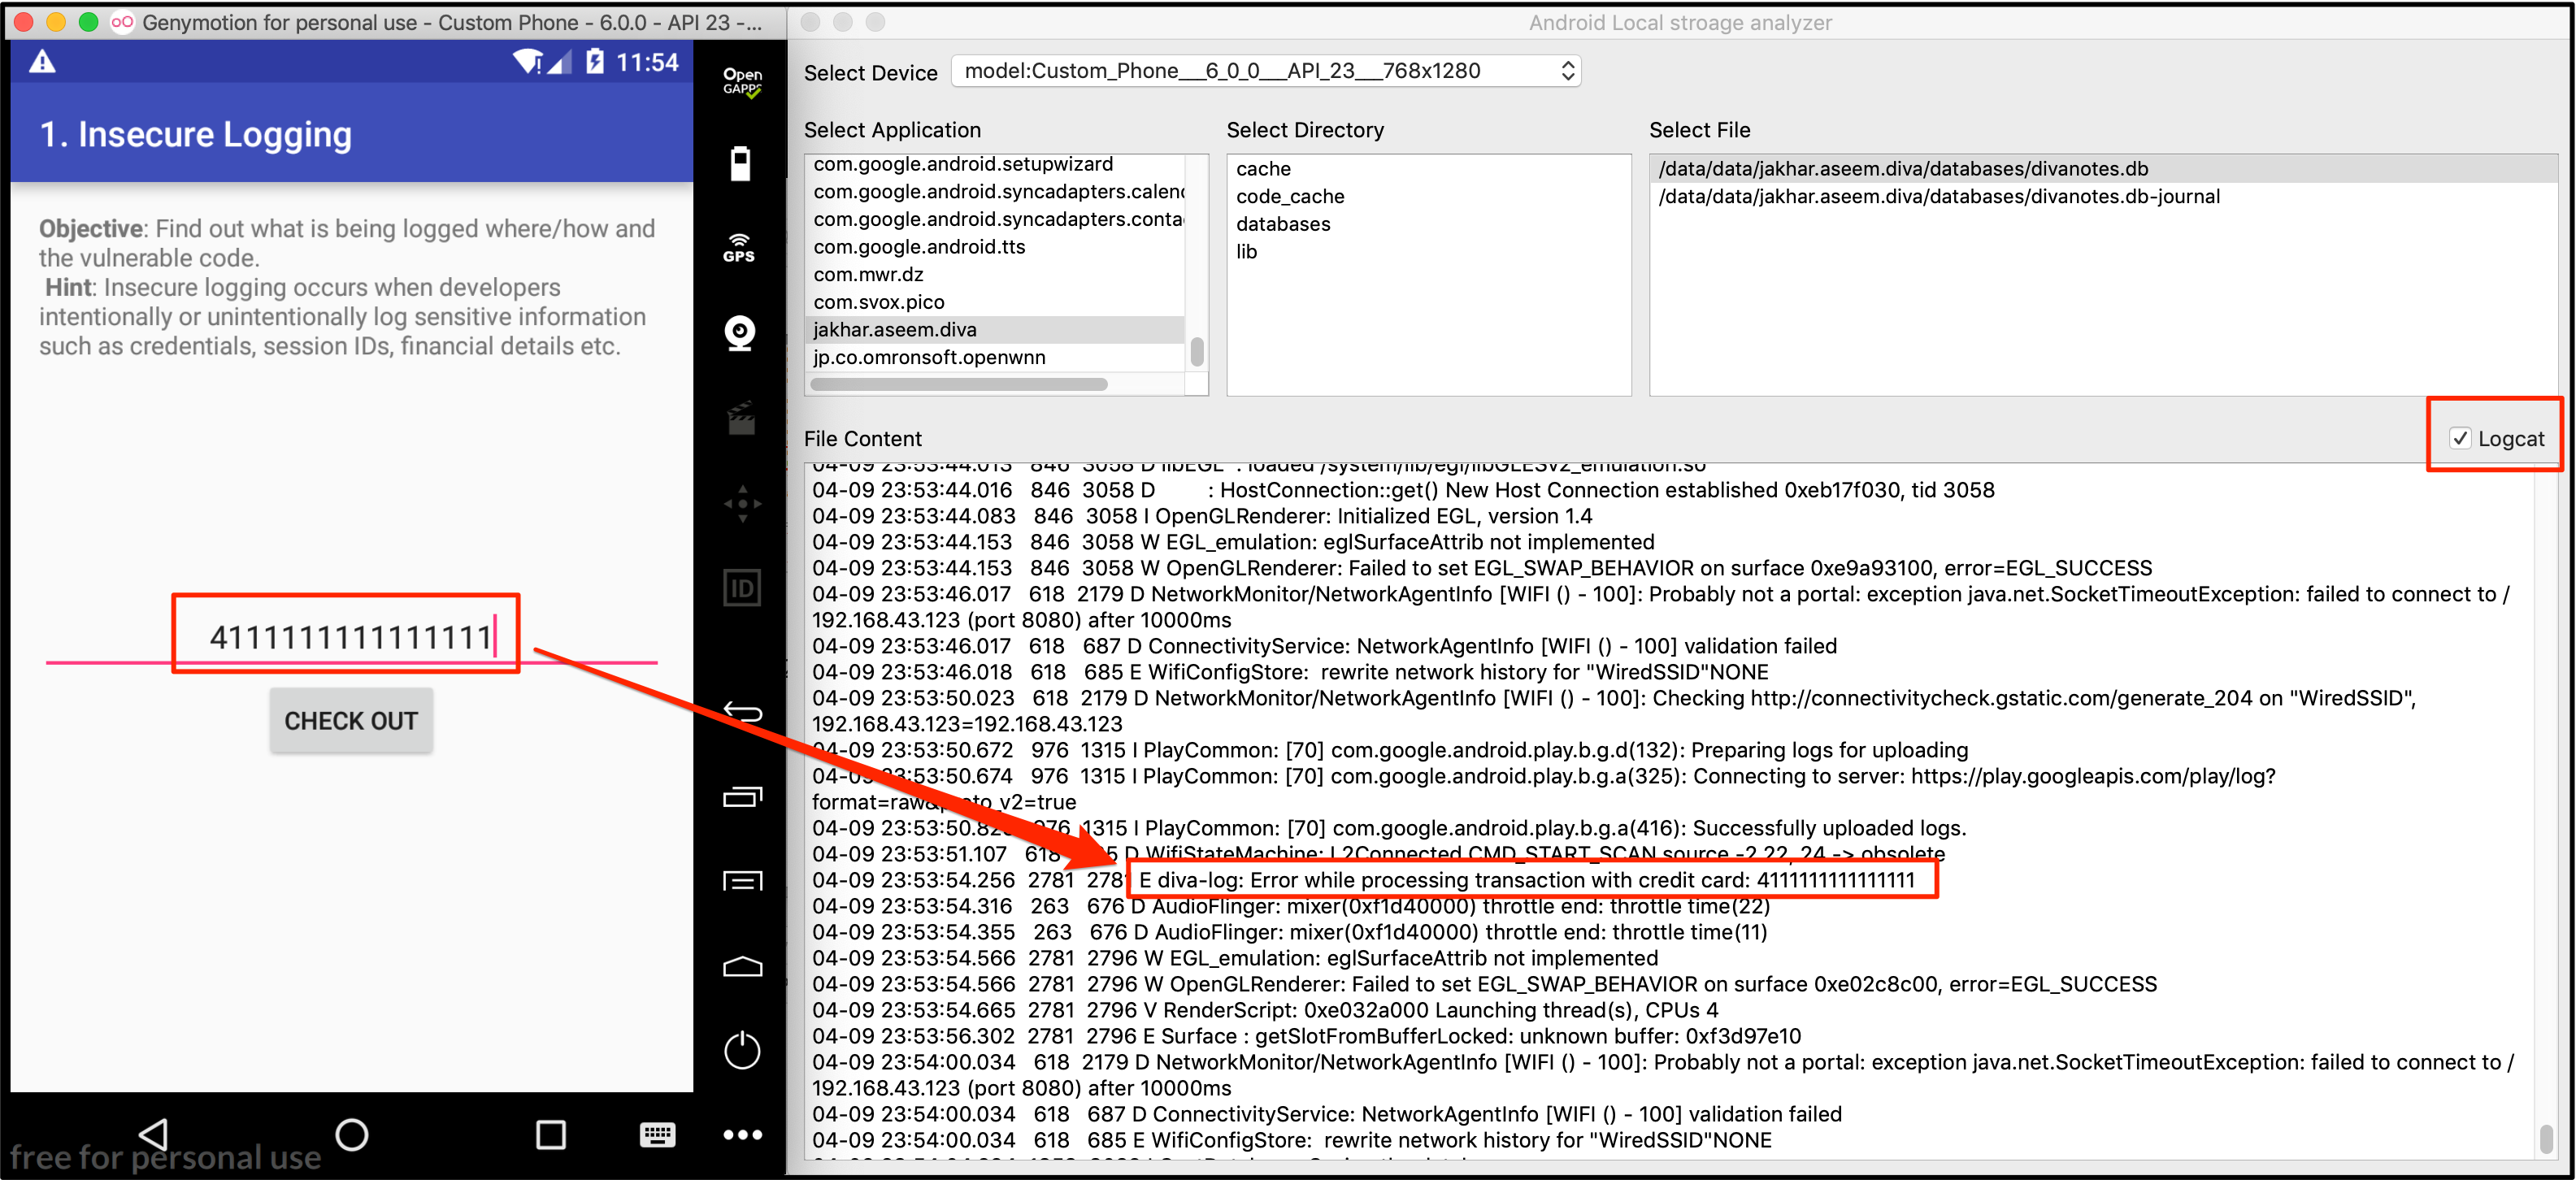 Genymotion for personal use - Custom Phone - 6.0.0 - API 23 -...
11:54
1. Insecure Logging
Objective: Find out what is being logged where/how and
the vulnerable code.
Hint: Insecure logging occurs when developers
intentionally or unintentionally log sensitive information
such as credentials, session IDs, financial details etc.
4111111111111111
CHECK OUT
free for personal use
Open
GAPPS
GPS
ID
Android Local stroage analyzer
Select Device
model:Custom_Phone___6_0_0___API_23___768x1280
Select Application
com.google.android.setupwizard
com.google.android.syncadapters.calend
com.google.android.syncadapters.conta
com.google.android.tts
com.mwr.dz
com.svox.pico
jakhar.aseem.diva
jp.co.omronsoft.openwnn
Select Directory
cache
code_cache
databases
lib
Select File
/data/data/jakhar.aseem.diva/databases/divanotes.db
/data/data/jakhar.aseem.diva/databases/divanotes.db-journal
File Content
Logcat
04-09 23:53:44.013 846 3058 D libEGL : loaded /system/lib/egl/libGLESv2_emulation.so
04-09 23:53:44.016 846 3058 D : HostConnection::get() New Host Connection established 0xeb17f030, tid 3058
04-09 23:53:44.083 846 3058 I OpenGLRenderer: Initialized EGL, version 1.4
04-09 23:53:44.153 846 3058 W EGL_emulation: eglSurfaceAttrib not implemented
04-09 23:53:44.153 846 3058 W OpenGLRenderer: Failed to set EGL_SWAP_BEHAVIOR on surface 0xe9a93100, error=EGL_SUCCESS
04-09 23:53:46.017 618 2179 D NetworkMonitor/NetworkAgentInfo [WIFI () - 100]: Probably not a portal: exception java.net.SocketTimeoutException: failed to connect to /
192.168.43.123 (port 8080) after 10000ms
04-09 23:53:46.017 618 687 D ConnectivityService: NetworkAgentInfo [WIFI () - 100] validation failed
04-09 23:53:46.018 618 685 E WifiConfigStore: rewrite network history for "WiredSSID"NONE
04-09 23:53:50.023 618 2179 D NetworkMonitor/NetworkAgentInfo [WIFI () - 100]: Checking http://connectivitycheck.gstatic.com/generate_204 on "WiredSSID",
192.168.43.123=192.168.43.123
04-09 23:53:50.672 976 1315 I PlayCommon: [70] com.google.android.play.b.g.d(132): Preparing logs for uploading
04-09 23:53:50.674 976 1315 I PlayCommon: [70] com.google.android.play.b.g.a(325): Connecting to server: https://play.googleapis.com/play/log?
format=raw&proto_v2=true
04-09 23:53:50.82 976 1315 I PlayCommon: [70] com.google.android.play.b.g.a(416): Successfully uploaded logs.
04-09 23:53:51.107 618 D WifiStateMachine: L2Connected CMD_START_SCAN source -2 22, 24 -> obsolete
04-09 23:53:54.256 2781 2781 E diva-log: Error while processing transaction with credit card: 4111111111111111
04-09 23:53:54.316 263 676 D AudioFlinger: mixer(0xf1d40000) throttle end: throttle time(22)
04-09 23:53:54.355 263 676 D AudioFlinger: mixer(0xf1d40000) throttle end: throttle time(11)
04-09 23:53:54.566 2781 2796 W EGL_emulation: eglSurfaceAttrib not implemented
04-09 23:53:54.566 2781 2796 W OpenGLRenderer: Failed to set EGL_SWAP_BEHAVIOR on surface 0xe02c8c00, error=EGL_SUCCESS
04-09 23:53:54.665 2781 2796 V RenderScript: 0xe032a000 Launching thread(s), CPUs 4
04-09 23:53:56.302 2781 2796 E Surface : getSlotFromBufferLocked: unknown buffer: 0xf3d97e10
04-09 23:54:00.034 618 2179 D NetworkMonitor/NetworkAgentInfo [WIFI () - 100]: Probably not a portal: exception java.net.SocketTimeoutException: failed to connect to /
192.168.43.123 (port 8080) after 10000ms
04-09 23:54:00.034 618 687 D ConnectivityService: NetworkAgentInfo [WIFI () - 100] validation failed
04-09 23:54:00.034 618 685 E WifiConfigStore: rewrite network history for "WiredSSID"NONE